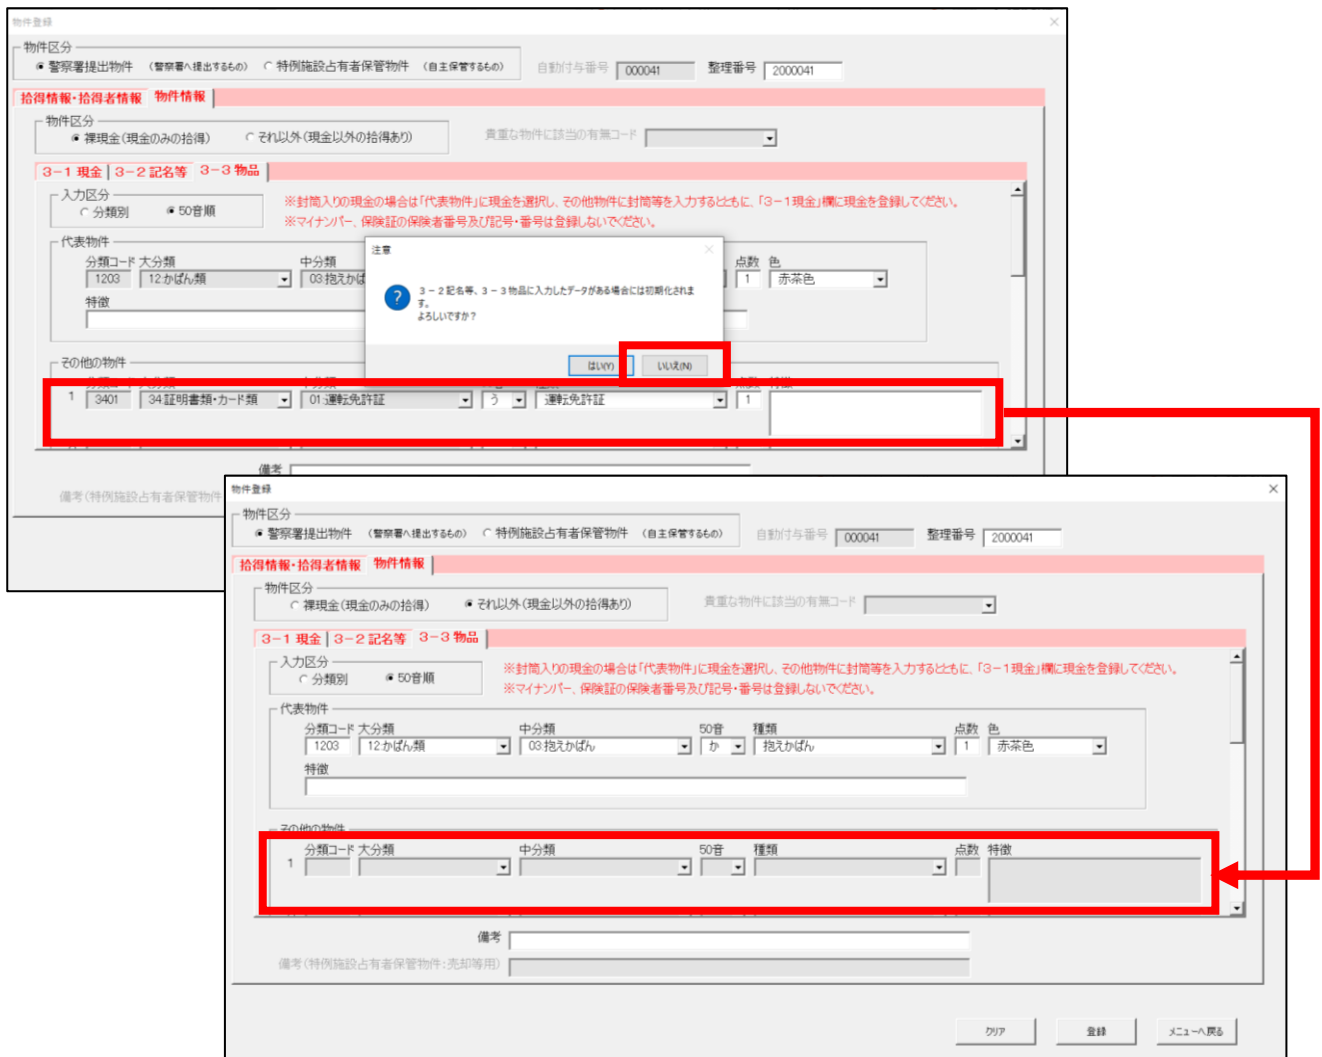 物件登録
物件区分
警察署提出物件 （警察署へ提出するもの） 特例施設占有者保管物件 （自主保管するもの） 自動付与番号 000041 整理番号 2000041
拾得情報・拾得者情報 物件情報
物件区分
裸現金（現金のみの拾得） それ以外（現金以外の拾得あり） 貴重な物件に該当の有無コード
3－1 現金 3－2 記名等 3－3 物品
入力区分
分類別 50音順
※封筒入りの現金の場合は「代表物件」に現金を選択し、その他物件に封筒等を入力するとともに、「3－1現金」欄に現金を登録してください。
※マイナンバー、保険証の保険者番号及び記号・番号は登録しないでください。
代表物件
分類コード 大分類 中分類 点数 色
1203 12:かばん類 03:抱えかば 1 赤茶色
特徴
注意
3－2記名等、3－3物品に入力したデータがある場合には初期化されま
す。
よろしいですか？
はい(Y) いいえ(N)
その他の物件
1 3401 34:証明書類・カード類 01:運転免許証 う 運転免許証 1
備考
備考（特例施設占有者保管物件
物件登録
物件区分
警察署提出物件 （警察署へ提出するもの） 特例施設占有者保管物件 （自主保管するもの） 自動付与番号 000041 整理番号 2000041
拾得情報・拾得者情報 物件情報
物件区分
裸現金（現金のみの拾得） それ以外（現金以外の拾得あり） 貴重な物件に該当の有無コード
3－1 現金 3－2 記名等 3－3 物品
入力区分
分類別 50音順
※封筒入りの現金の場合は「代表物件」に現金を選択し、その他物件に封筒等を入力するとともに、「3－1現金」欄に現金を登録してください。
※マイナンバー、保険証の保険者番号及び記号・番号は登録しないでください。
代表物件
分類コード 大分類 中分類 50音 種類 点数 色
1203 12:かばん類 03:抱えかばん か 抱えかばん 1 赤茶色
特徴
その他の物件
分類コード 大分類 中分類 50音 種類 点数 特徴
1
備考
備考（特例施設占有者保管物件：売却等用）
クリア 登録 メニューへ戻る